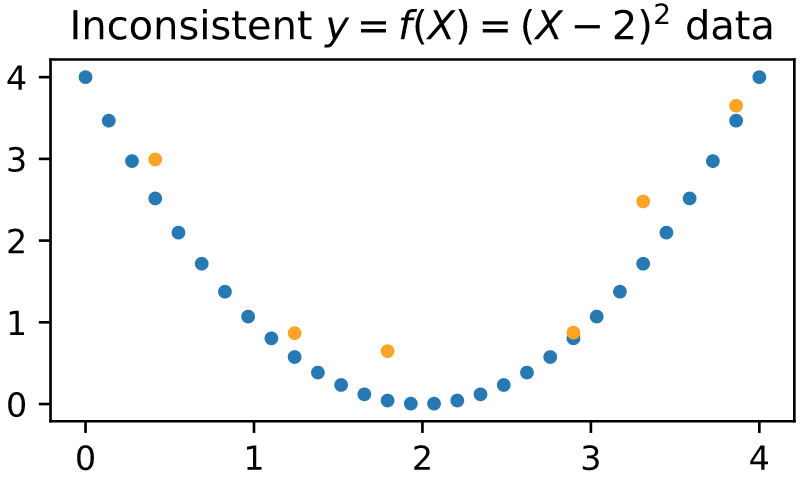 Inconsistent y = f(X) = (X − 2)² data
4
3
2
1
0
0 1 2 3 4